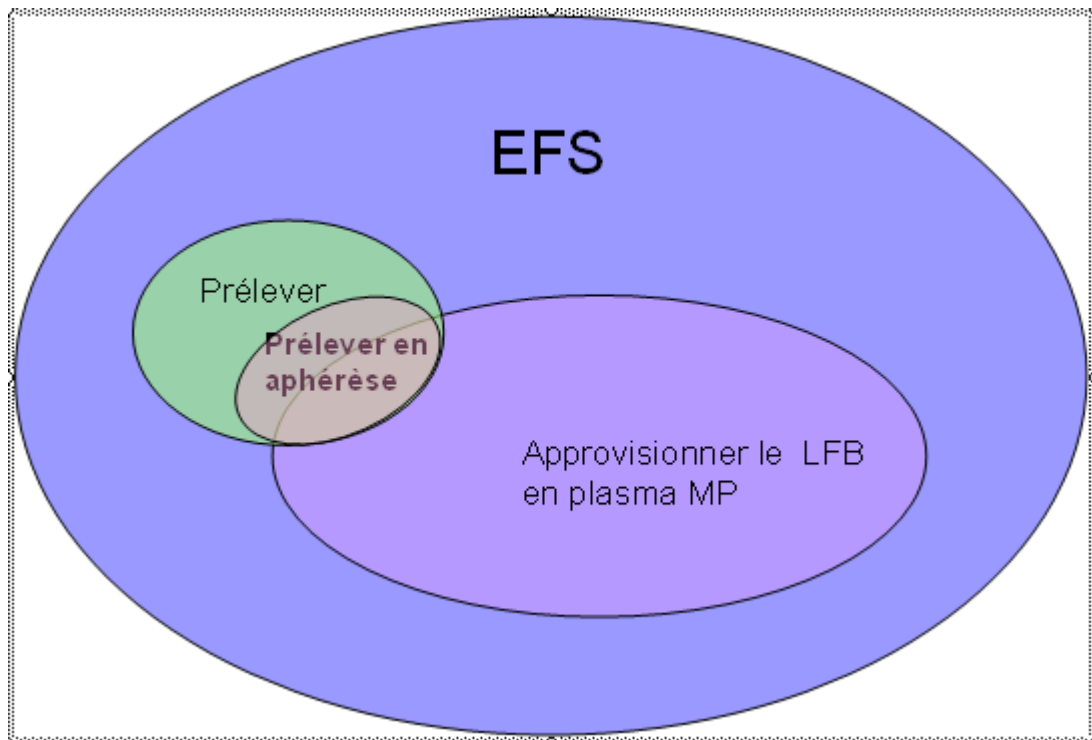 EFS
Prélever
Prélever en
aphérèse
Approvisionner le LFB
en plasma MP